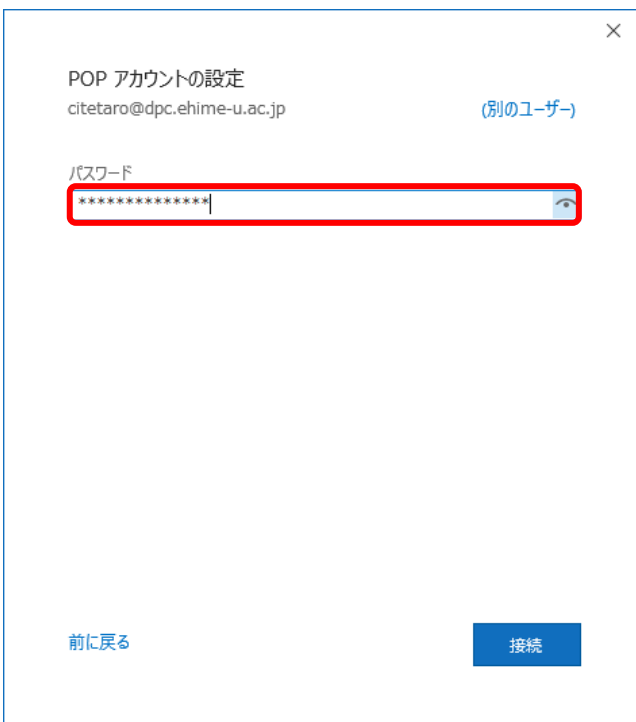 POP アカウントの設定
citetaro@dpc.ehime-u.ac.jp
(別のユーザー)
パスワード
**************
前に戻る
接続